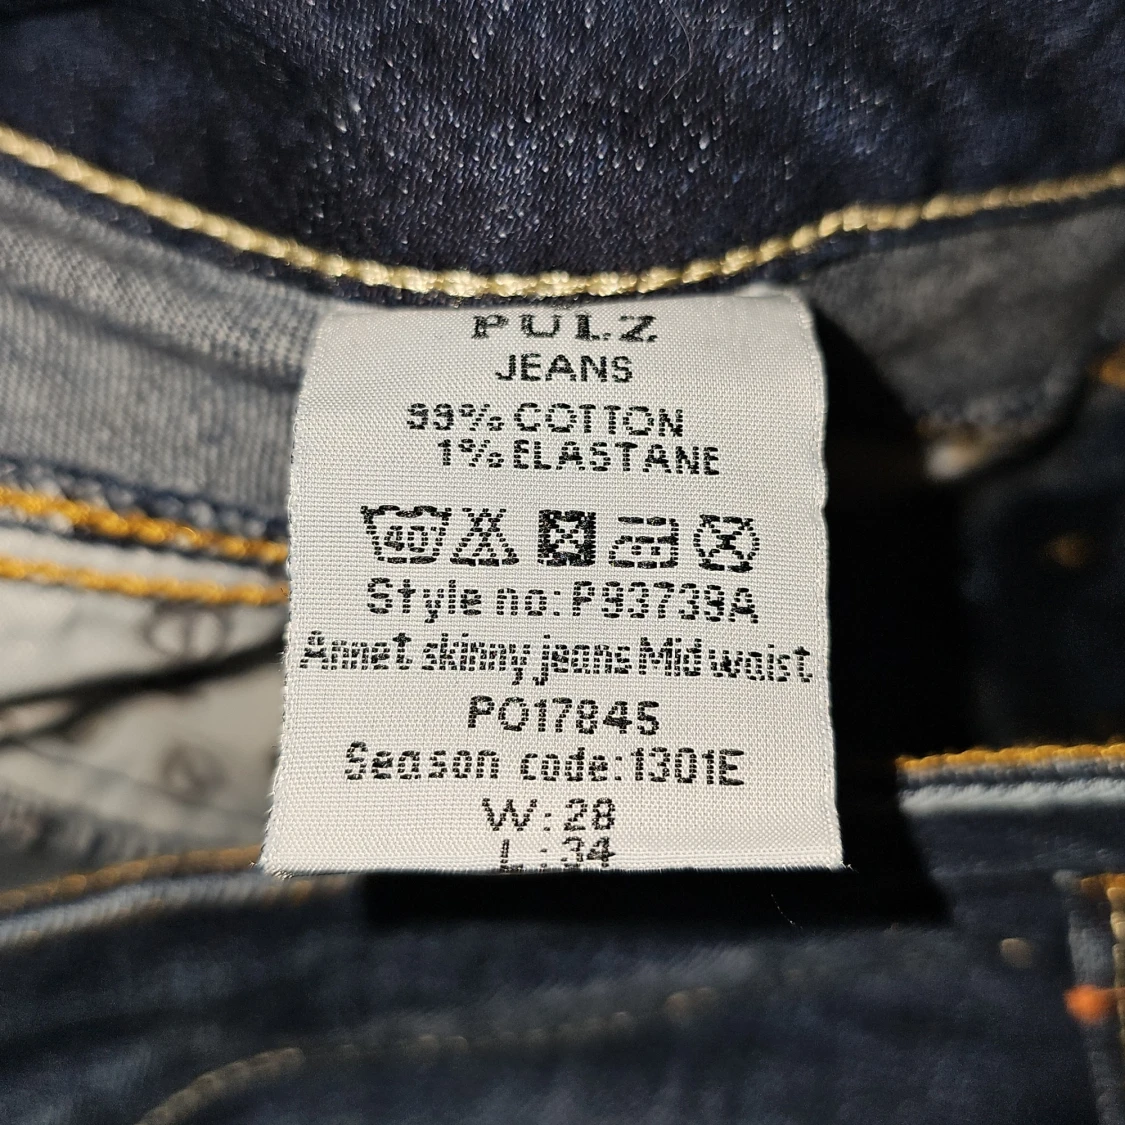 PULZ
JEANS
99% COTTON
1% ELASTANE
40
Style no: P93739A
Annet skinny jeans Mid waist
PO17845
Season code: 1301E
W: 28
L: 34